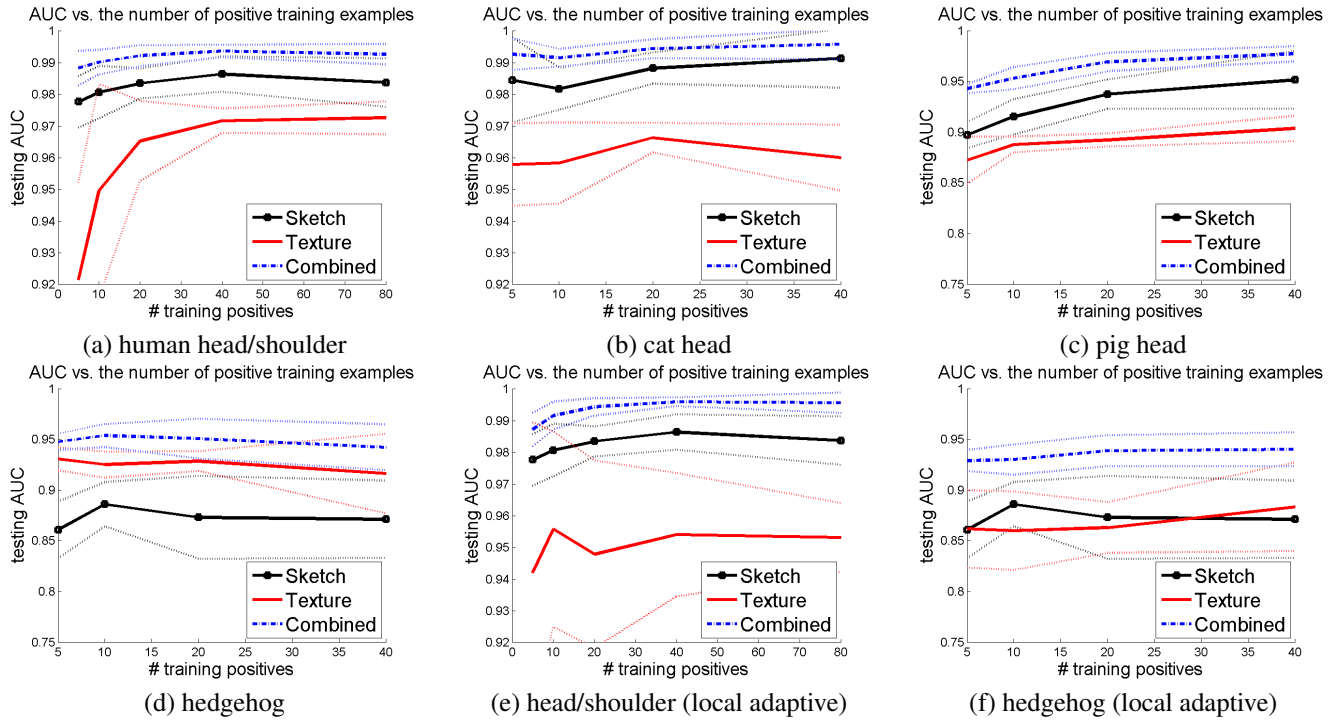 AUC vs. the number of positive training examples
testing AUC
1
0.99
0.98
0.97
0.96
0.95
0.94
0.93
0.92
0 10 20 30 40 50 60 70 80
# training positives
Sketch
Texture
Combined
(a) human head/shoulder
AUC vs. the number of positive training examples
testing AUC
1
0.99
0.98
0.97
0.96
0.95
0.94
0.93
0.92
5 10 15 20 25 30 35 40
# training positives
Sketch
Texture
Combined
(b) cat head
AUC vs. the number of positive training examples
testing AUC
1
0.95
0.9
0.85
0.8
0.75
5 10 15 20 25 30 35 40
# training positives
Sketch
Texture
Combined
(c) pig head
AUC vs. the number of positive training examples
testing AUC
1
0.95
0.9
0.85
0.8
0.75
5 10 15 20 25 30 35 40
# training positives
Sketch
Texture
Combined
(d) hedgehog
AUC vs. the number of positive training examples
testing AUC
1
0.99
0.98
0.97
0.96
0.95
0.94
0.93
0.92
0 10 20 30 40 50 60 70 80
# training positives
Sketch
Texture
Combined
(e) head/shoulder (local adaptive)
AUC vs. the number of positive training examples
testing AUC
1
0.95
0.9
0.85
0.8
0.75
5 10 15 20 25 30 35 40
# training positives
Sketch
Texture
Combined
(f) hedgehog (local adaptive)